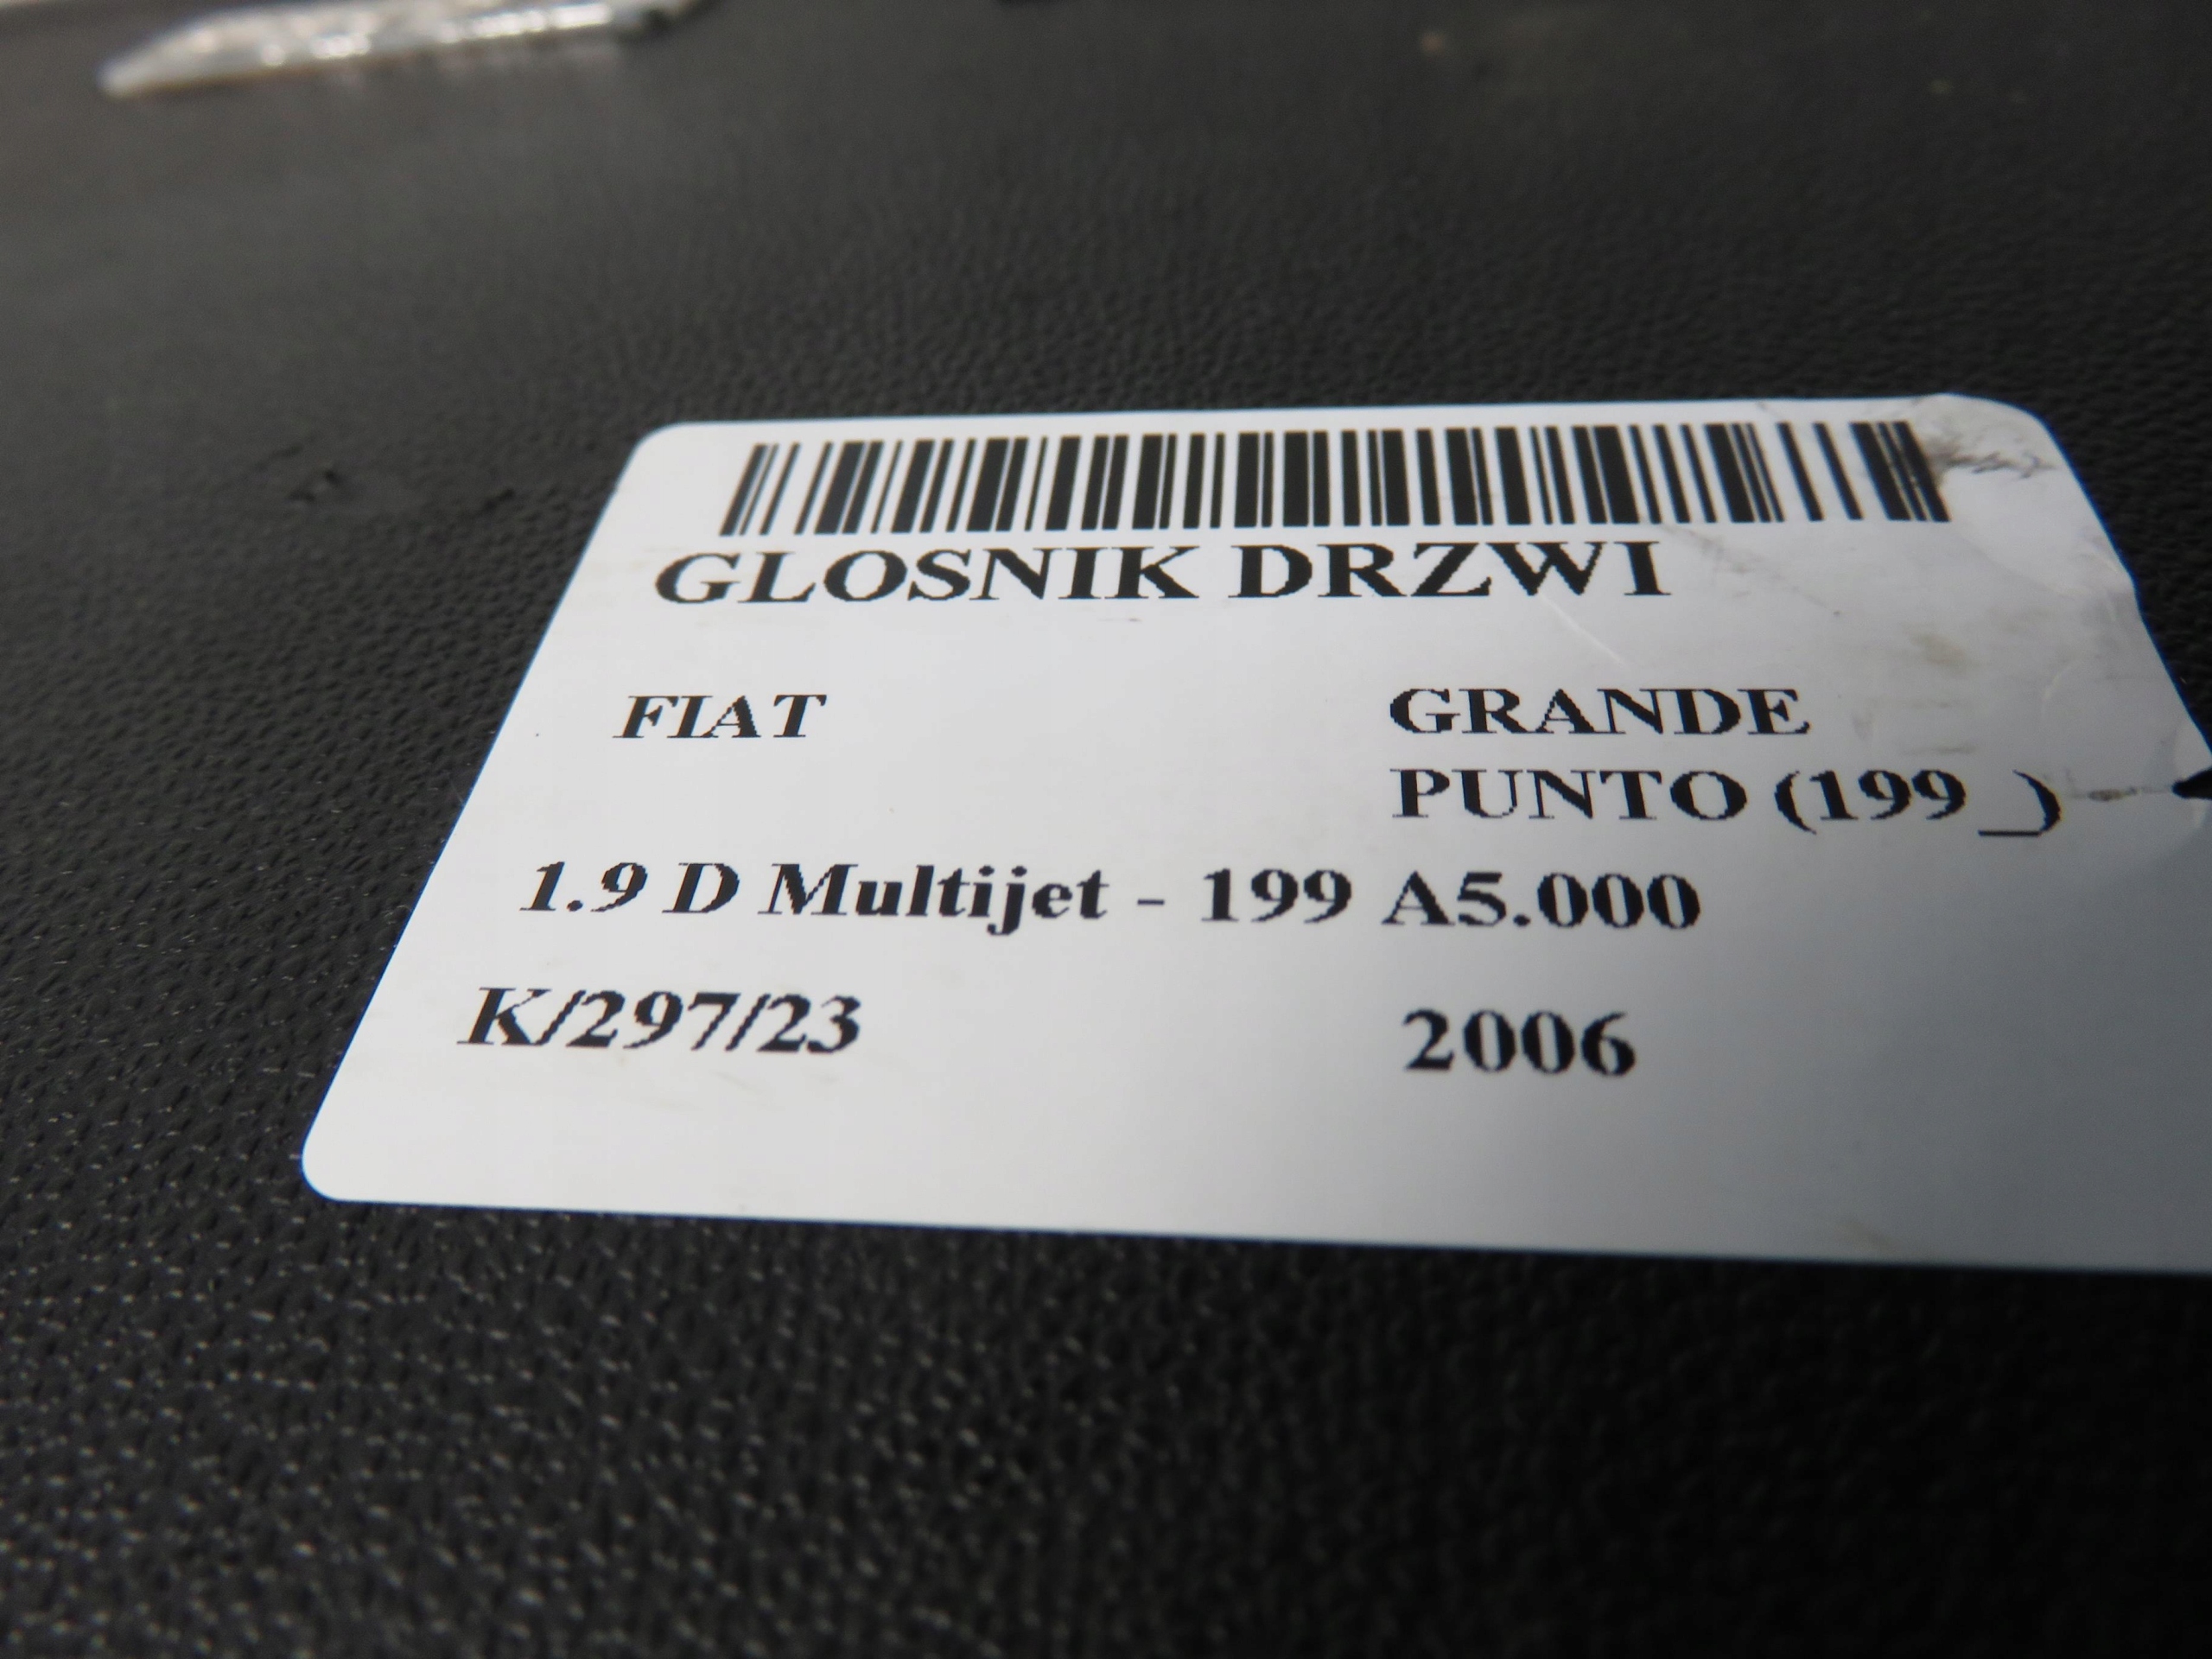 GLOSNIK DRZWI
FIAT GRANDE
PUNTO (199_)
1.9 D Multijet - 199 A5.000
K/297/23 2006